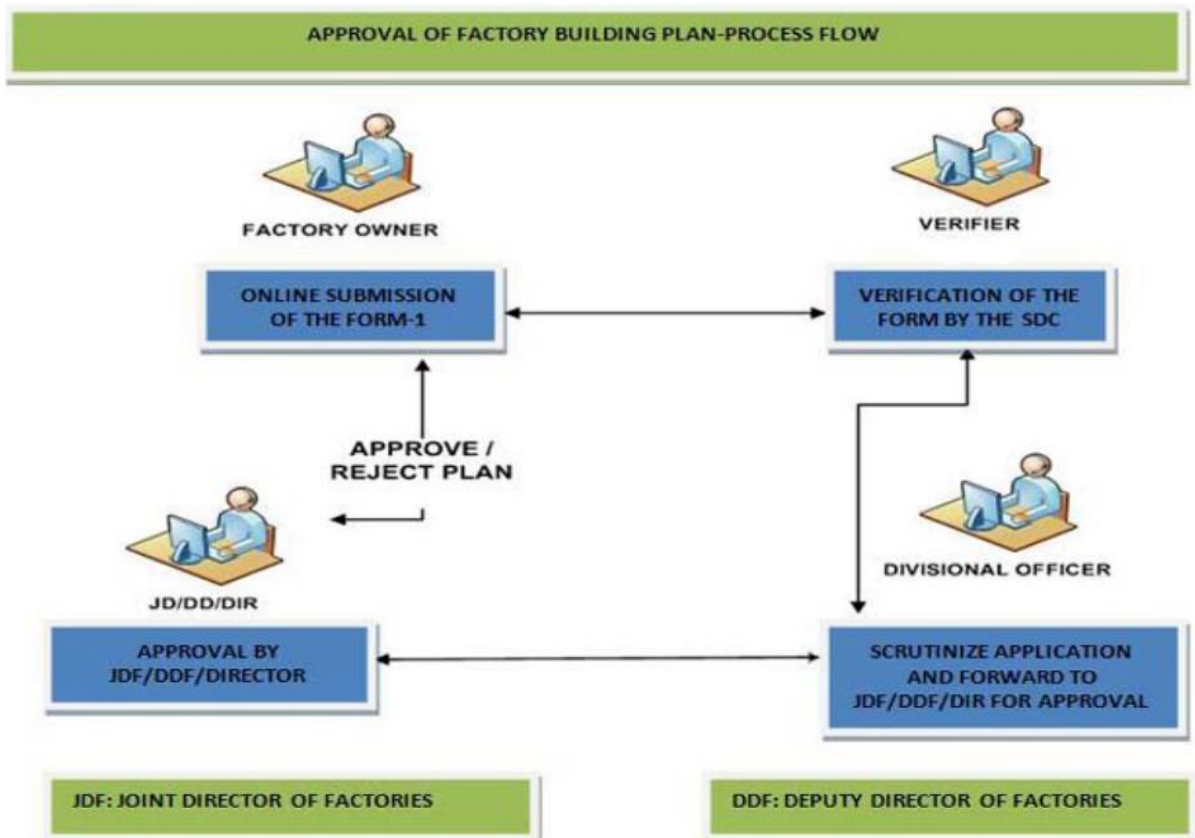 APPROVAL OF FACTORY BUILDING PLAN-PROCESS FLOW
FACTORY OWNER
VERIFIER
ONLINE SUBMISSION
OF THE FORM-1
VERIFICATION OF THE
FORM BY THE SDC
APPROVE /
REJECT PLAN
JD/DD/DIR
DIVISIONAL OFFICER
APPROVAL BY
JDF/DDF/DIRECTOR
SCRUTINIZE APPLICATION
AND FORWARD TO
JDF/DDF/DIR FOR APPROVAL
JDF: JOINT DIRECTOR OF FACTORIES
DDF: DEPUTY DIRECTOR OF FACTORIES